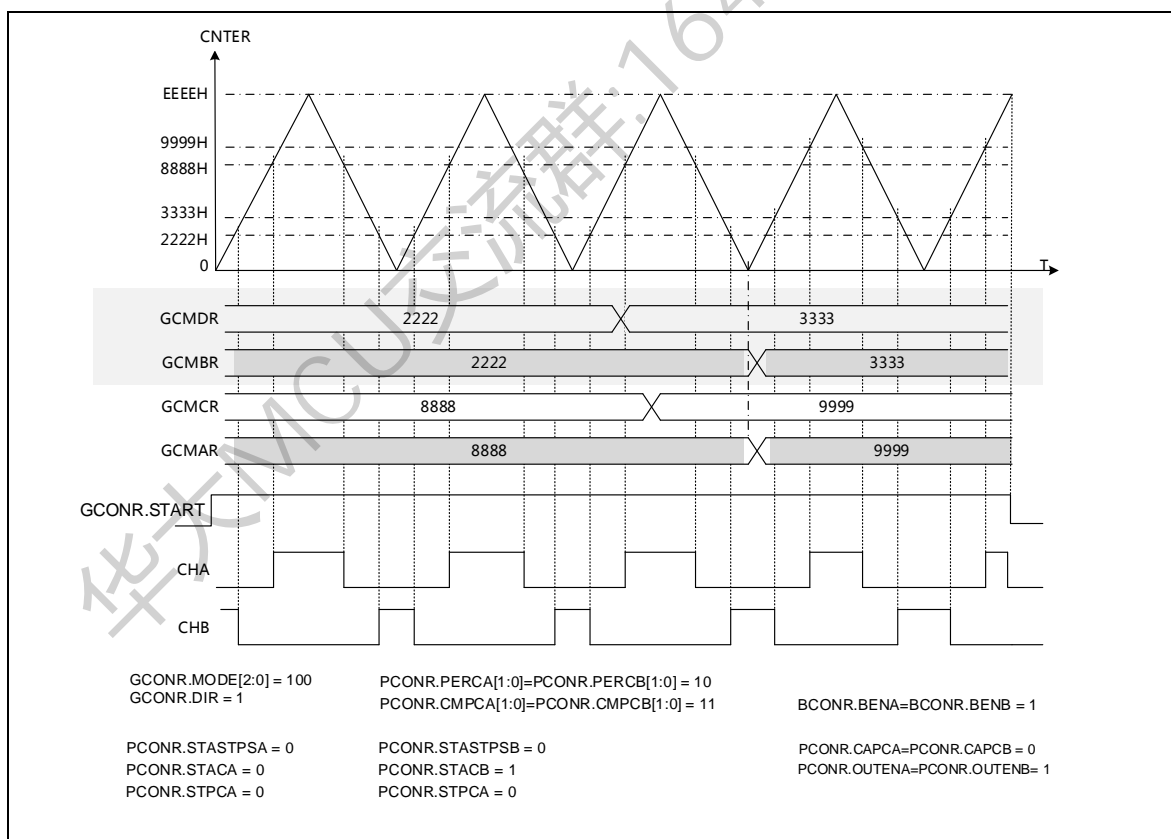 华大MCU交流群:164
CNTER
EEEEH
9999H
8888H
3333H
2222H
0
T
GCMDR 2222 3333
GCMBR 2222 3333
GCMCR 8888 9999
GCMAR 8888 9999
GCONR.START
CHA
CHB
GCONR.MODE[2:0] = 100
GCONR.DIR = 1
PCONR.PERCA[1:0]=PCONR.PERCB[1:0] = 10
PCONR.CMPCA[1:0]=PCONR.CMPCB[1:0] = 11
BCONR.BENA=BCONR.BENB = 1
PCONR.STASTPSA = 0
PCONR.STACA = 0
PCONR.STPCA = 0
PCONR.STASTPSB = 0
PCONR.STACB = 1
PCONR.STPCA = 0
PCONR.CAPCA=PCONR.CAPCB = 0
PCONR.OUTENA=PCONR.OUTENB= 1